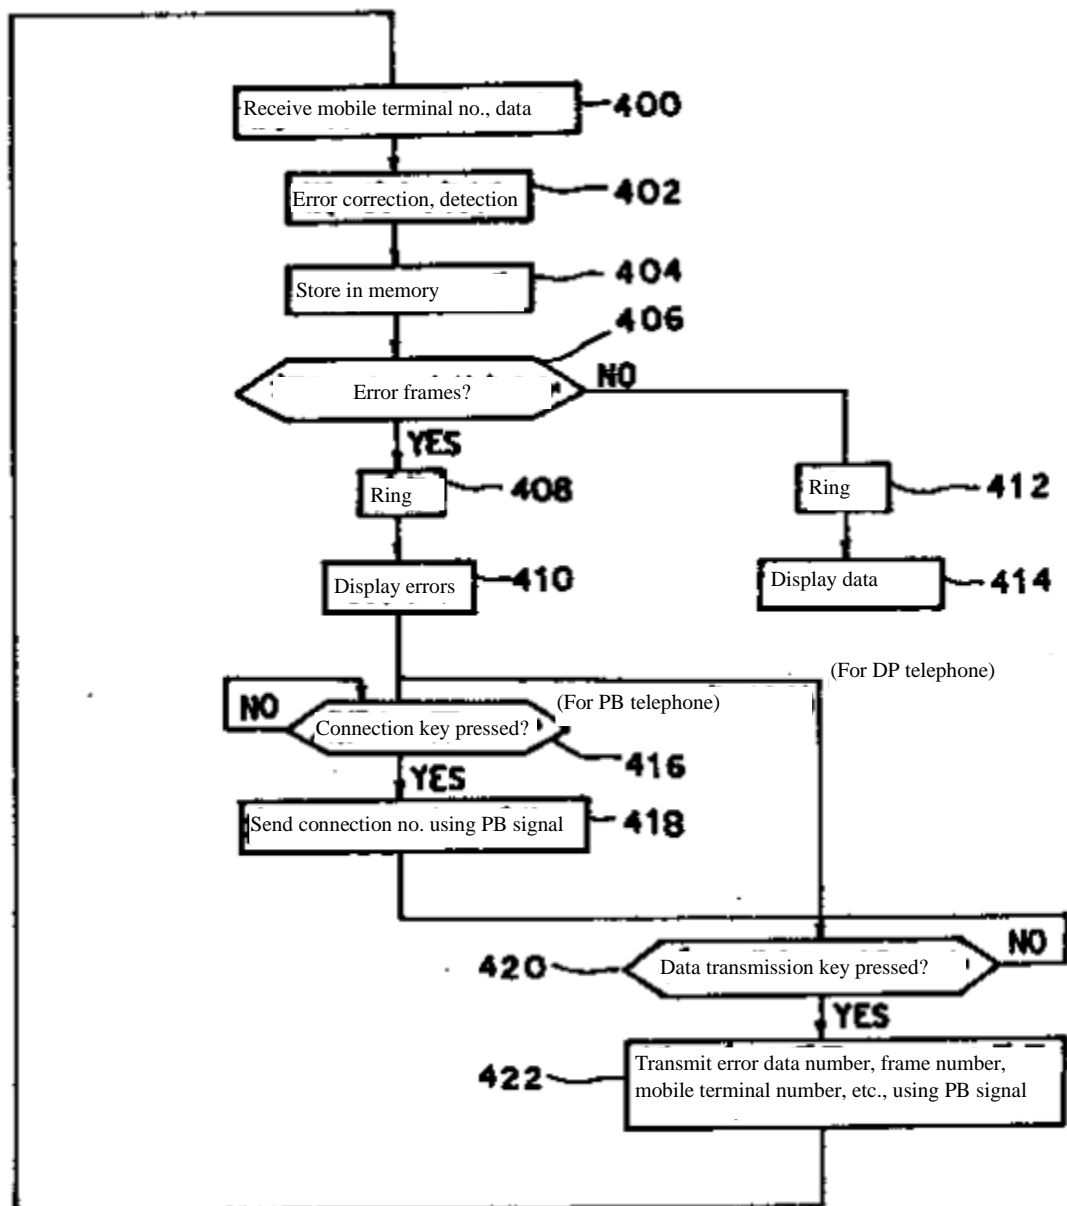 Receive mobile terminal no., data
400
Error correction, detection
402
Store in memory
404
406
Error frames?
NO
YES
Ring
408
Ring
412
Display errors
410
Display data
414
(For DP telephone)
(For PB telephone)
NO
Connection key pressed?
416
YES
Send connection no. using PB signal
418
420
Data transmission key pressed?
NO
YES
422
Transmit error data number, frame number,
mobile terminal number, etc., using PB signal